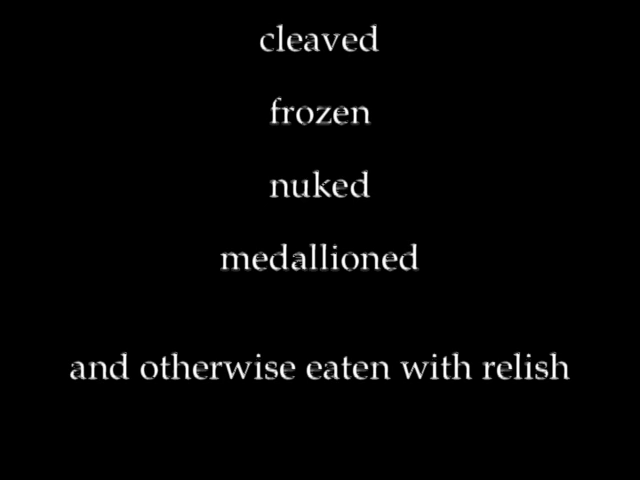 cleaved
frozen
nuked
medallioned
and otherwise eaten with relish